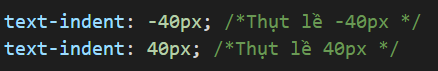 text-indent: -40px; /*Thụt lề -40px */
text-indent: 40px; /*Thụt lề 40px */